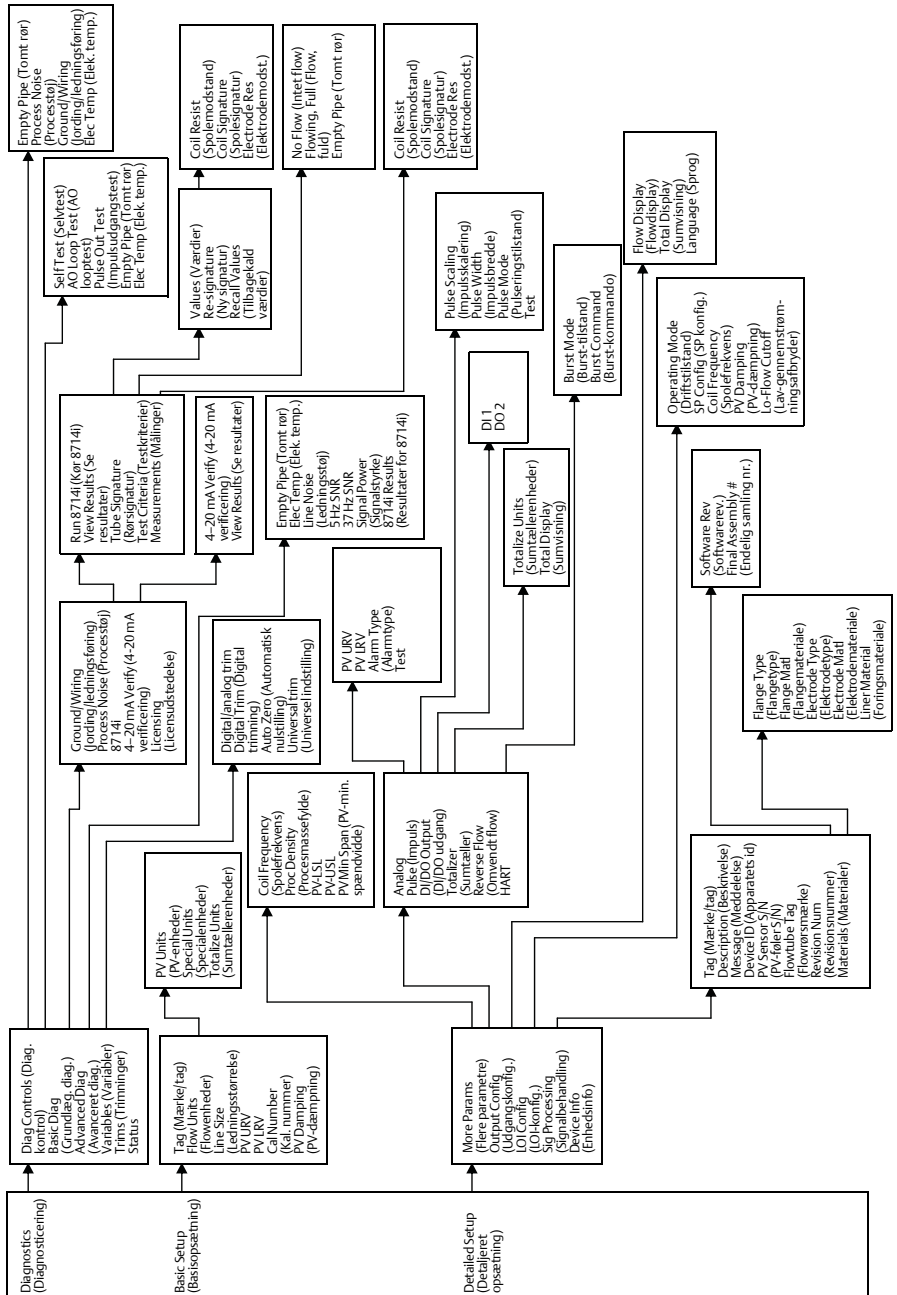 Diagnostics
(Diagnosticering)
Basic Setup
(Basisopsætning)
Detailed Setup
(Detaljeret
opsætning)
Diag Controls (Diag.
kontrol)
Basic Diag
(Grundlæg. diag.)
Advanced Diag
(Avanceret diag.)
Variables (Variabler)
Trims (Trimninger)
Status
Tag (Mærke/tag)
Flow Units
(Flowenheder)
Line Size
(Ledningsstørrelse)
PV URV
PV LRV
Cal Number
(Kal. nummer)
PV Damping
(PV-dæmpning)
More Params
(Flere parametre)
Output Config
(Udgangskonfig.)
LOI Config
(LOI-konfig.)
Sig Processing
(Signalbehandling)
Device Info
(Enhedsinfo)
PV Units
(PV-enheder)
Special Units
(Specialenheder)
Totalize Units
(Sumtællerenheder)
Coil Frequency
(Spolefrekvens)
Proc Density
(Procesmassefylde)
PV-LSL
PV-USL
PV Min Span (PV-min.
spændvidde)
Analog
Pulse (Impuls)
DI/DO Output
(DI/DO udgang)
Totalizer
(Sumtæller)
Reverse Flow
(Omvendt flow)
HART
Tag (Mærke/tag)
Description (Beskrivelse)
Message (Meddelelse)
Device ID (Apparatets id)
PV Sensor S/N
(PV-føler S/N)
Flowtube Tag
(Flowrørsmærke)
Revision Num
(Revisionsnummer)
Materials (Materialer)
Ground/Wiring
(Jording/ledningsføring)
Process Noise (Processtøj)
8714i
4–20 mA Verify (4-20 mA
verificering)
Licensing
(Licensudstedelse)
Digital/analog trim
Digital Trim (Digital
trimning)
Auto Zero (Automatisk
nulstilling)
Universal trim
(Universel indstilling)
PV URV
PV LRV
Alarm Type
(Alarmtype)
Test
Flange Type
(Flangetype)
Flange Matl
(Flangemateriale)
Electrode Type
(Elektrodetype)
Electrode Matl
(Elektrodemateriale)
Liner Material
(Foringsmateriale)
Run 8714i (Kør 8714i)
View Results (Se
resultater)
Tube Signature
(Rørsignatur)
Test Criteria (Testkriterier)
Measurements (Målinger)
4–20 mA Verify (4-20 mA
verificering)
View Results (Se resultater)
Empty Pipe (Tomt rør)
Elec Temp (Elek. temp.)
Line Noise
(Ledningsstøj)
5 Hz SNR
37 Hz SNR
Signal Power
(Signalstyrke)
8714i Results
(Resultater for 8714i)
DI 1
DO 2
Totalize Units
(Sumtællerenheder)
Total Display
(Sumvisning)
Software Rev
(Softwarerev.)
Final Assembly #
(Endelig samling nr.)
Self Test (Selvtest)
AO Loop Test (AO
looptest)
Pulse Out Test
(Impulsudgangstest)
Empty Pipe (Tomt rør)
Elec Temp (Elek. temp.)
Values (Værdier)
Re-signature
(Ny signatur)
Recall Values
(Tilbagekald
værdier)
Pulse Scaling
(Impulsskalering)
Pulse Width
(Impulsbredde)
Pulse Mode
(Pulseringstilstand)
Test
Burst Mode
(Burst-tilstand)
Burst Command
(Burst-kommando)
Operating Mode
(Driftstilstand)
SP Config (SP konfig.)
Coil Frequency
(Spolefrekvens)
PV Damping
(PV-dæmpning)
Lo-Flow Cutoff
(Lav-gennemstrøm-
ningsafbryder)
Empty Pipe (Tomt rør)
Process Noise
(Processtøj)
Ground/Wiring
(Jording/ledningsføring)
Elec Temp (Elek. temp.)
Coil Resist
(Spolemodstand)
Coil Signature
(Spolesignatur)
Electrode Res
(Elektrodemodst.)
No Flow (Intet flow)
Flowing, Full (Flow,
fuld)
Empty Pipe (Tomt rør)
Coil Resist
(Spolemodstand)
Coil Signature
(Spolesignatur)
Electrode Res
(Elektrodemodst.)
Flow Display
(Flowdisplay)
Total Display
(Sumvisning)
Language (Sprog)